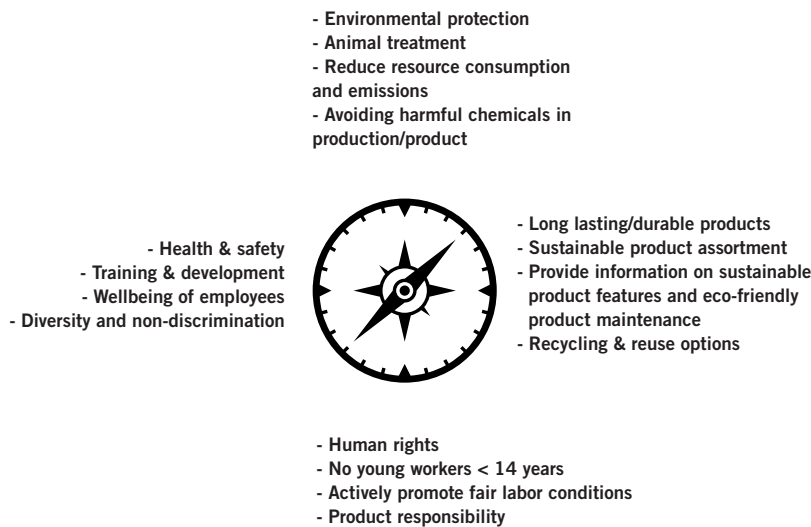 - Environmental protection
- Animal treatment
- Reduce resource consumption
and emissions
- Avoiding harmful chemicals in
production/product
- Health & safety
- Training & development
- Wellbeing of employees
- Diversity and non-discrimination
- Long lasting/durable products
- Sustainable product assortment
- Provide information on sustainable
product features and eco-friendly
product maintenance
- Recycling & reuse options
- Human rights
- No young workers < 14 years
- Actively promote fair labor conditions
- Product responsibility